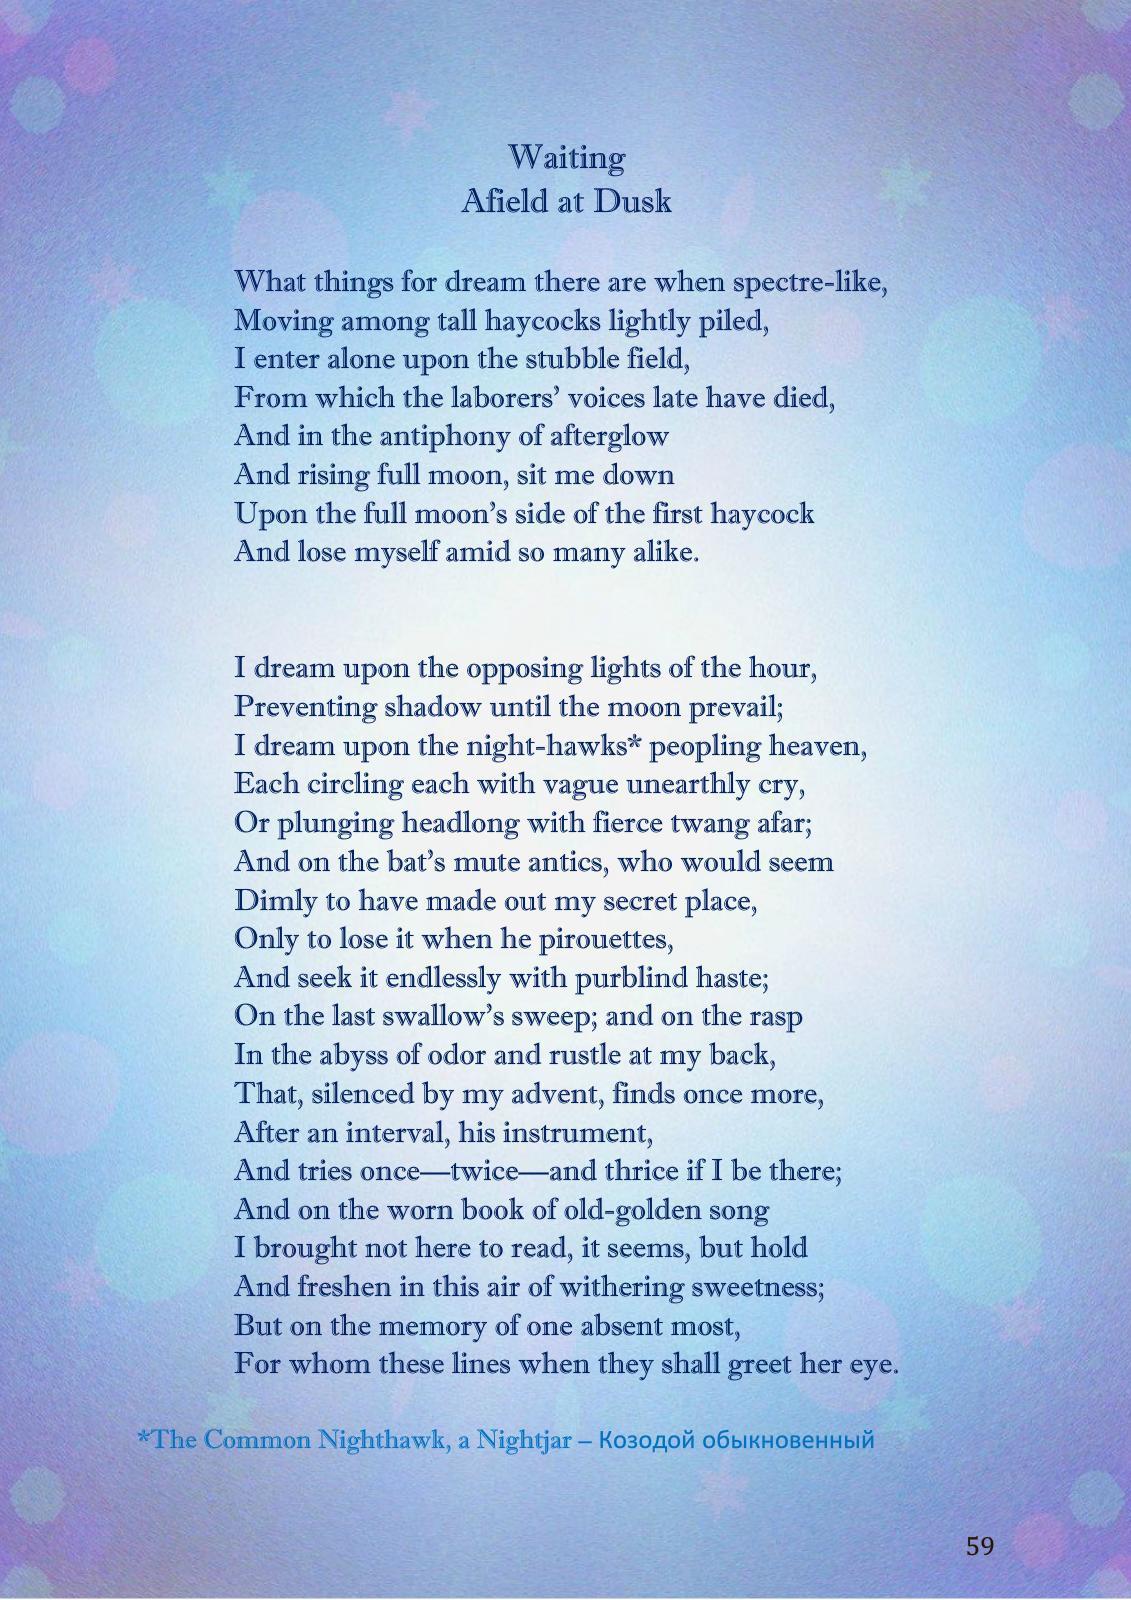 Waiting
Afield at Dusk
What things for dream there are when spectre-like,
Moving among tall haycocks lightly piled,
I enter alone upon the stubble field,
From which the laborers’ voices late have died,
And in the antiphony of afterglow
And rising full moon, sit me down
Upon the full moon’s side of the first haycock
And lose myself amid so many alike.
I dream upon the opposing lights of the hour,
Preventing shadow until the moon prevail;
I dream upon the night-hawks* peopling heaven,
Each circling each with vague unearthly cry,
Or plunging headlong with fierce twang afar;
And on the bat’s mute antics, who would seem
Dimly to have made out my secret place,
Only to lose it when he pirouettes,
And seek it endlessly with purblind haste;
On the last swallow’s sweep; and on the rasp
In the abyss of odor and rustle at my back,
That, silenced by my advent, finds once more,
After an interval, his instrument,
And tries once—twice—and thrice if I be there;
And on the worn book of old-golden song
I brought not here to read, it seems, but hold
And freshen in this air of withering sweetness;
But on the memory of one absent most,
For whom these lines when they shall greet her eye.
*The Common Nighthawk, a Nightjar – Козодой обыкновенный
59